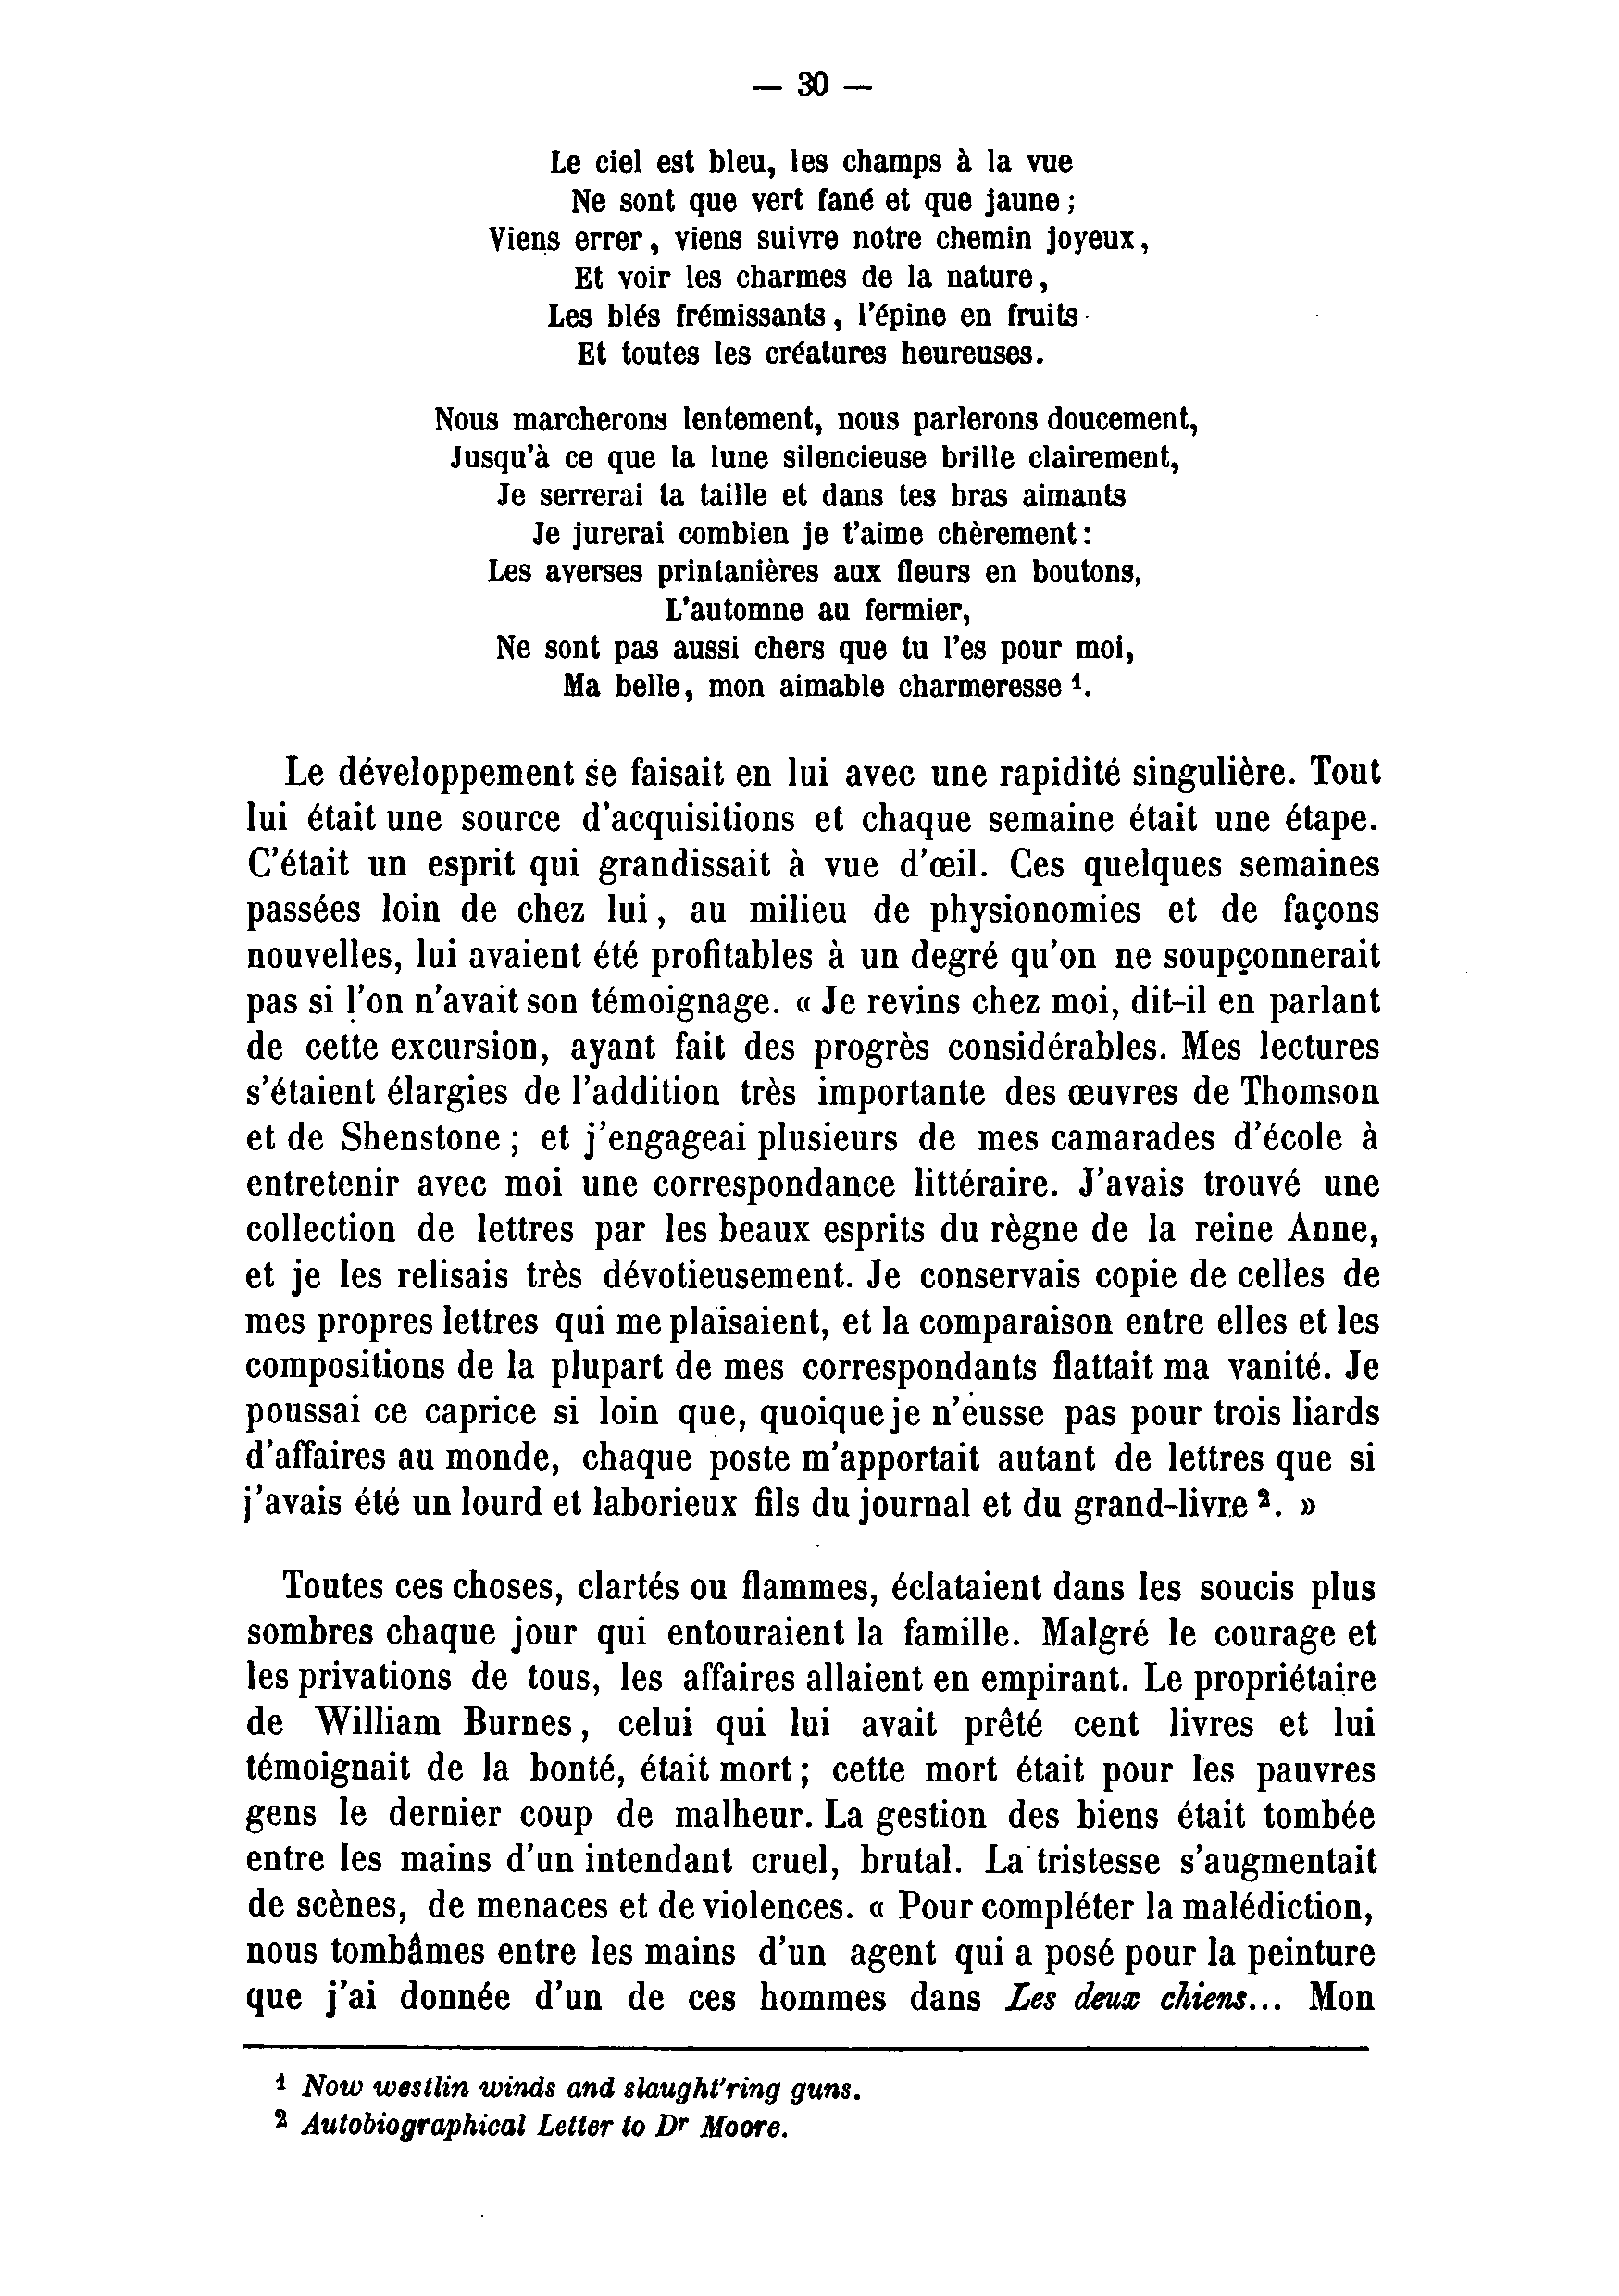 — 30 —
Le ciel est bleu, les champs à la vue
Ne sont que vert fané et que jaune ;
Viens errer, viens suivre notre chemin joyeux,
Et voir les charmes de la nature,
Les blés frémissants, l'épine en fruits
Et toutes les créatures heureuses.
Nous marcherons lentement, nous parlerons doucement,
Jusqu'à ce que la lune silencieuse brille clairement,
Je serrerai ta taille et dans tes bras aimants
Je jurerai combien je t'aime chèrement :
Les averses printanières aux fleurs en boutons,
L'automne au fermier,
Ne sont pas aussi chers que tu l'es pour moi,
Ma belle, mon aimable charmeresse ¹.
Le développement se faisait en lui avec une rapidité singulière. Tout
lui était une source d'acquisitions et chaque semaine était une étape.
C'était un esprit qui grandissait à vue d'œil. Ces quelques semaines
passées loin de chez lui, au milieu de physionomies et de façons
nouvelles, lui avaient été profitables à un degré qu'on ne soupçonnerait
pas si l'on n'avait son témoignage. « Je revins chez moi, dit-il en parlant
de cette excursion, ayant fait des progrès considérables. Mes lectures
s'étaient élargies de l'addition très importante des œuvres de Thomson
et de Shenstone ; et j'engageai plusieurs de mes camarades d'école à
entretenir avec moi une correspondance littéraire. J'avais trouvé une
collection de lettres par les beaux esprits du règne de la reine Anne,
et je les relisais très dévotieusement. Je conservais copie de celles de
mes propres lettres qui me plaisaient, et la comparaison entre elles et les
compositions de la plupart de mes correspondants flattait ma vanité. Je
poussai ce caprice si loin que, quoique je n'eusse pas pour trois liards
d'affaires au monde, chaque poste m'apportait autant de lettres que si
j'avais été un lourd et laborieux fils du journal et du grand-livre ². »
Toutes ces choses, clartés ou flammes, éclataient dans les soucis plus
sombres chaque jour qui entouraient la famille. Malgré le courage et
les privations de tous, les affaires allaient en empirant. Le propriétaire
de William Burnes, celui qui lui avait prêté cent livres et lui
témoignait de la bonté, était mort ; cette mort était pour les pauvres
gens le dernier coup de malheur. La gestion des biens était tombée
entre les mains d'un intendant cruel, brutal. La tristesse s'augmentait
de scènes, de menaces et de violences. « Pour compléter la malédiction,
nous tombâmes entre les mains d'un agent qui a posé pour la peinture
que j'ai donnée d'un de ces hommes dans Les deux chiens... Mon
¹ Now westlin winds and slaught'ring guns.
² Autobiographical Letter to Dr Moore.